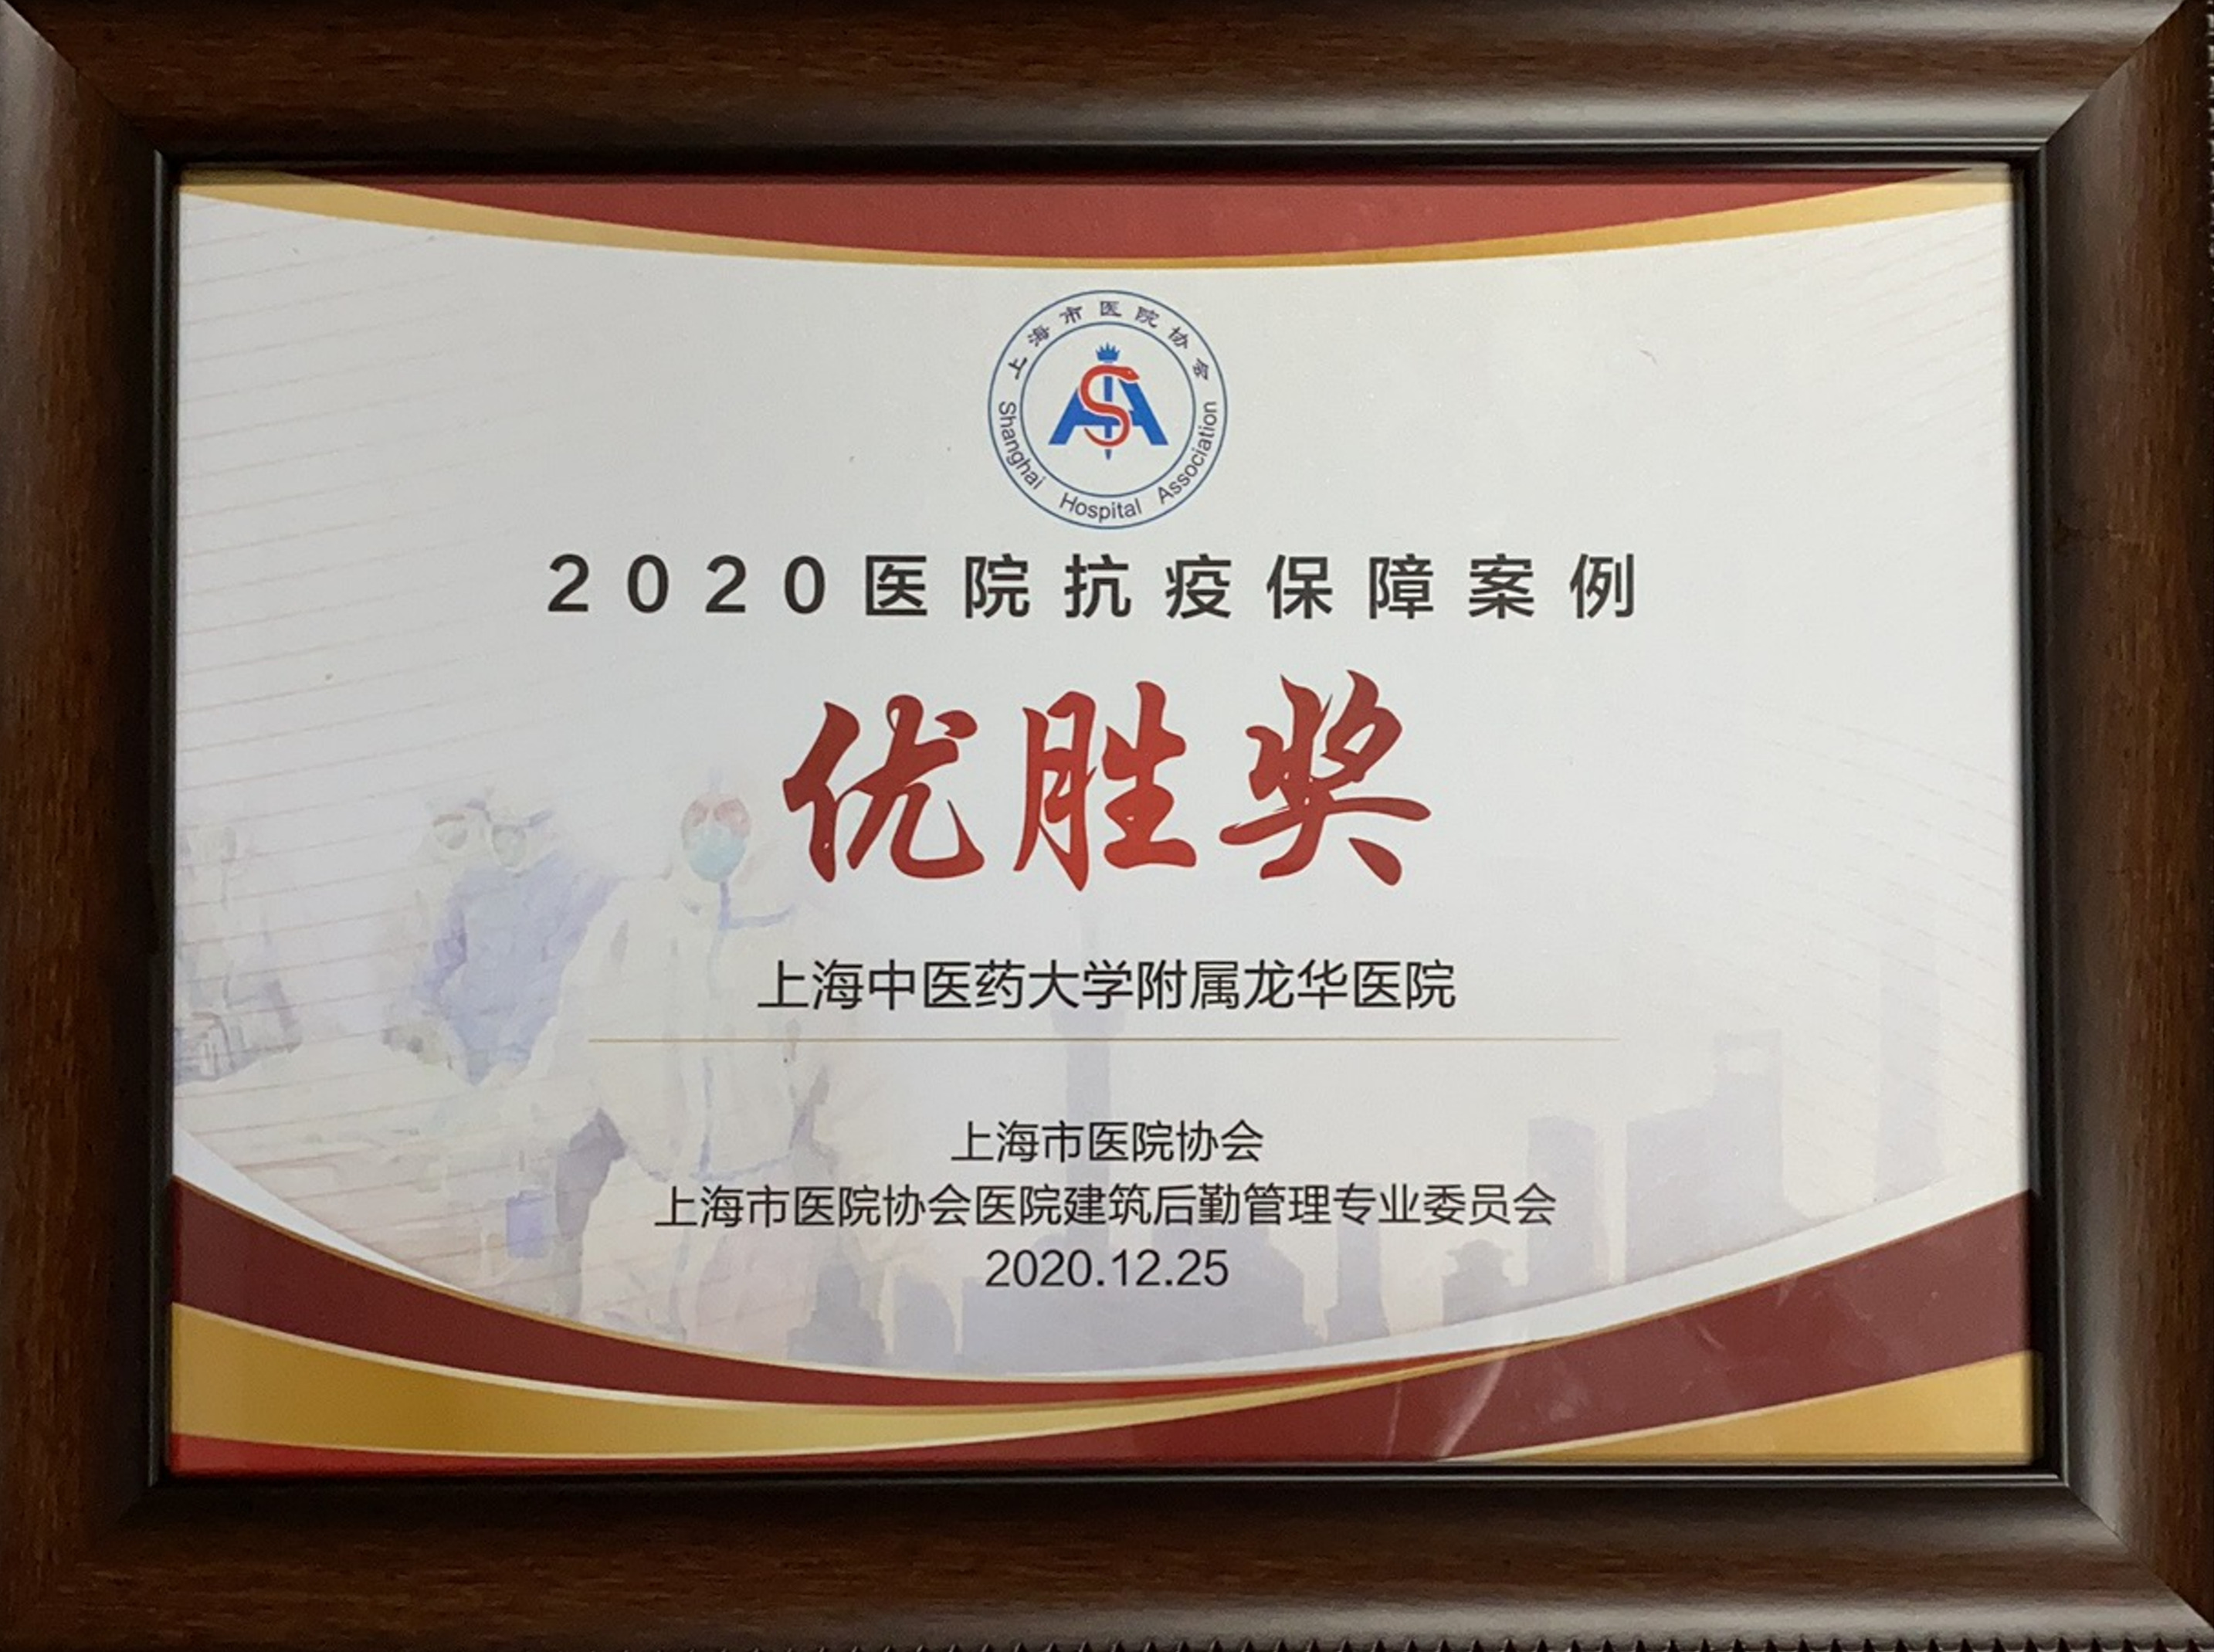 上海市医院协会
Shanghai Hospital Association
2020医院抗疫保障案例
优胜奖
上海中医药大学附属龙华医院
上海市医院协会
上海市医院协会医院建筑后勤管理专业委员会
2020.12.25